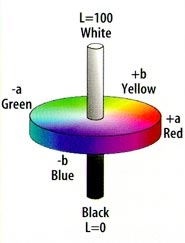 L=100
White
-a
Green
+b
Yellow
+a
Red
-b
Blue
Black
L=0